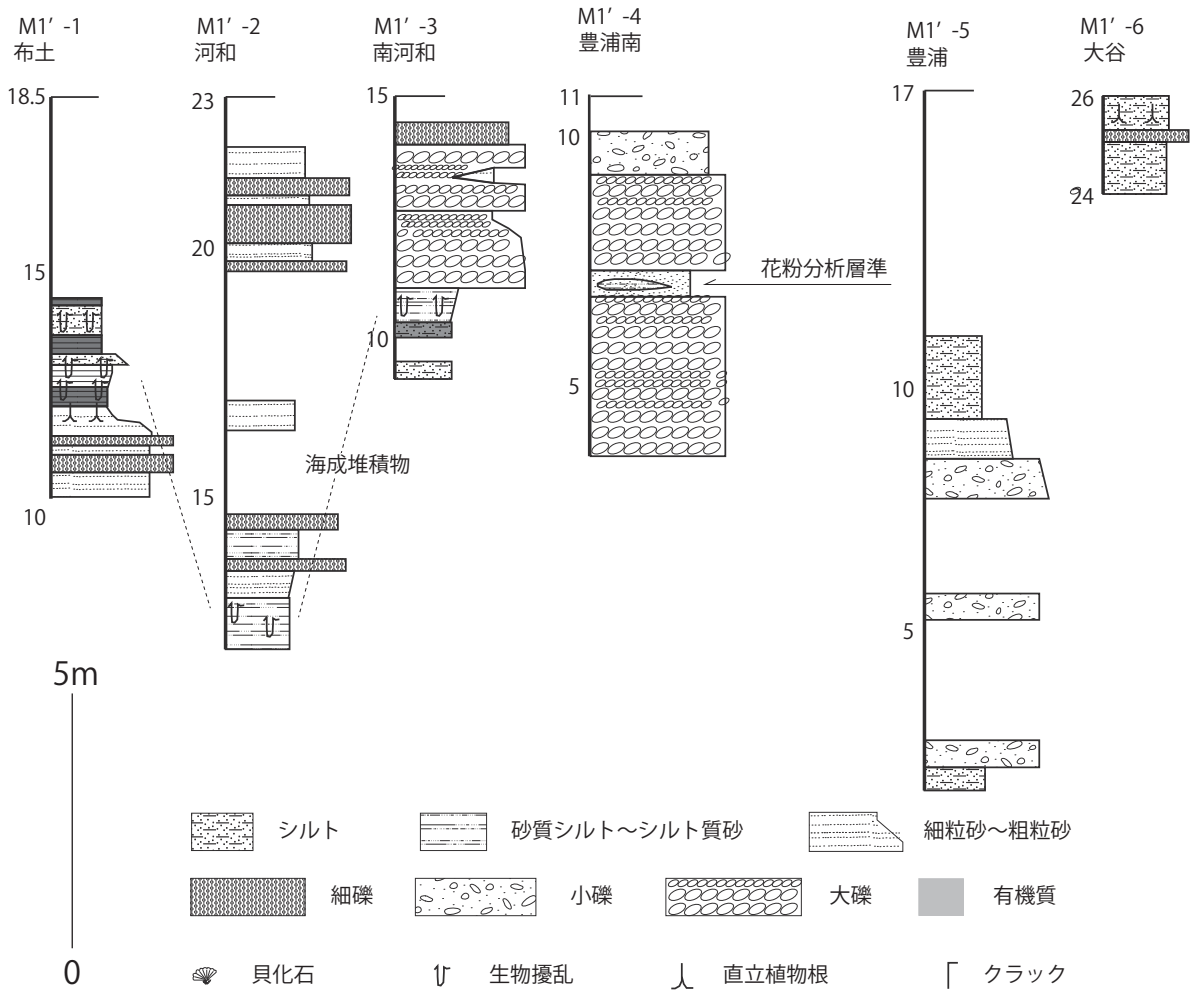 M1' -1
布土
M1' -2
河和
M1' -3
南河和
M1' -4
豊浦南
M1' -5
豊浦
M1' -6
大谷
18.5
15
10
23
20
15
15
10
11
10
5
17
10
5
26
24
花粉分析層準
海成堆積物
5m
0
シルト
砂質シルト～シルト質砂
細粒砂～粗粒砂
細礫
小礫
大礫
有機質
貝化石
生物擾乱
直立植物根
クラック